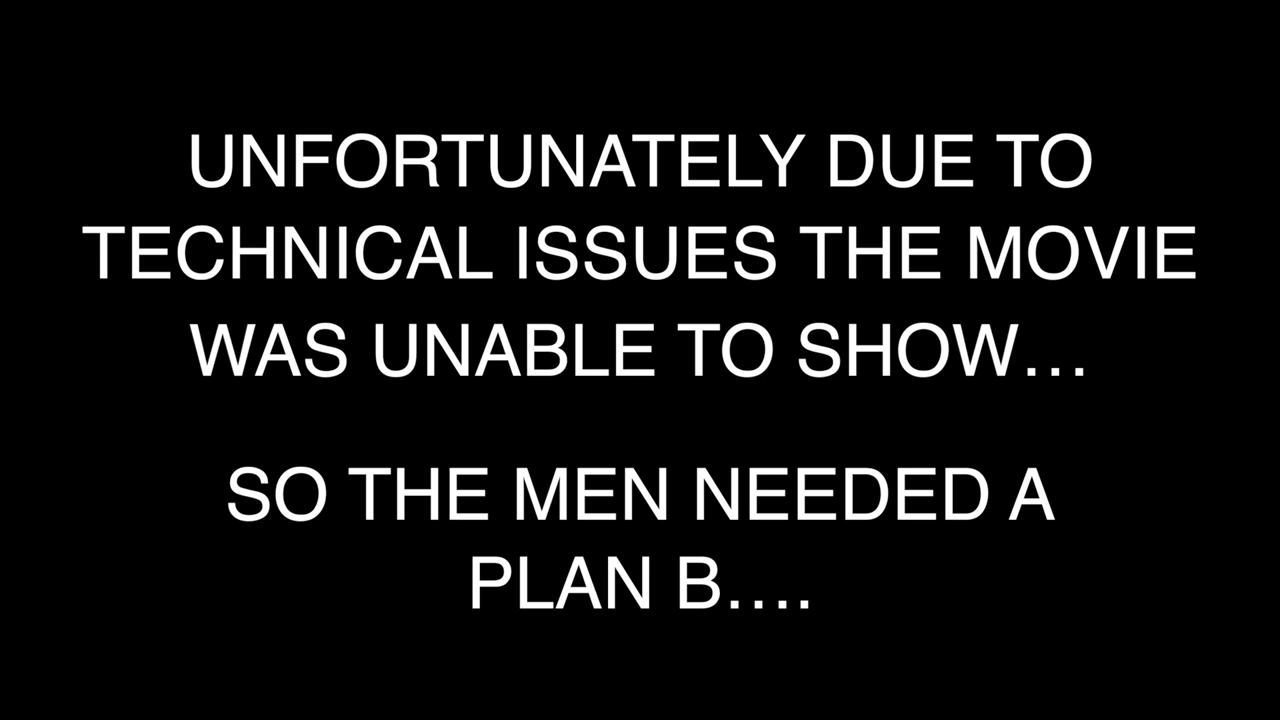 UNFORTUNATELY DUE TO
TECHNICAL ISSUES THE MOVIE
WAS UNABLE TO SHOW...
SO THE MEN NEEDED A
PLAN B....